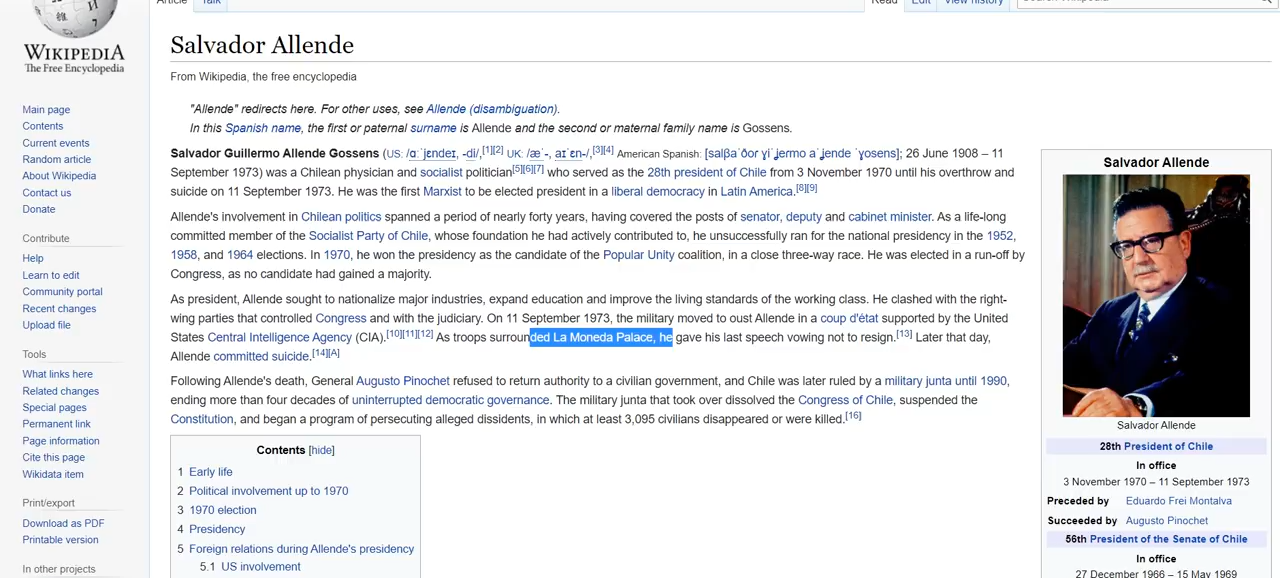 Article Talk Read Edit View history Search Wikipedia
WIKIPEDIA
The Free Encyclopedia
Main page
Contents
Current events
Random article
About Wikipedia
Contact us
Donate
Contribute
Help
Learn to edit
Community portal
Recent changes
Upload file
Tools
What links here
Related changes
Special pages
Permanent link
Page information
Cite this page
Wikidata item
Print/export
Download as PDF
Printable version
In other projects
Salvador Allende
From Wikipedia, the free encyclopedia
"Allende" redirects here. For other uses, see Allende (disambiguation).
In this Spanish name, the first or paternal surname is Allende and the second or maternal family name is Gossens.
Salvador Guillermo Allende Gossens (US: /ɑːˈjɛndeɪ, -di/,[1][2] UK: /æˈ-, aɪˈɛn-/,[3][4] American Spanish: [salβaˈðoɾ ɣiˈʝeɾmo aˈʝende ˈɣosens]; 26 June 1908 – 11
September 1973) was a Chilean physician and socialist politician[5][6][7] who served as the 28th president of Chile from 3 November 1970 until his overthrow and
suicide on 11 September 1973. He was the first Marxist to be elected president in a liberal democracy in Latin America.[8][9]
Allende's involvement in Chilean politics spanned a period of nearly forty years, having covered the posts of senator, deputy and cabinet minister. As a life-long
committed member of the Socialist Party of Chile, whose foundation he had actively contributed to, he unsuccessfully ran for the national presidency in the 1952,
1958, and 1964 elections. In 1970, he won the presidency as the candidate of the Popular Unity coalition, in a close three-way race. He was elected in a run-off by
Congress, as no candidate had gained a majority.
As president, Allende sought to nationalize major industries, expand education and improve the living standards of the working class. He clashed with the right-
wing parties that controlled Congress and with the judiciary. On 11 September 1973, the military moved to oust Allende in a coup d'état supported by the United
States Central Intelligence Agency (CIA).[10][11][12] As troops surrounded La Moneda Palace, he gave his last speech vowing not to resign.[13] Later that day,
Allende committed suicide.[14][A]
Following Allende's death, General Augusto Pinochet refused to return authority to a civilian government, and Chile was later ruled by a military junta until 1990,
ending more than four decades of uninterrupted democratic governance. The military junta that took over dissolved the Congress of Chile, suspended the
Constitution, and began a program of persecuting alleged dissidents, in which at least 3,095 civilians disappeared or were killed.[16]
Contents [hide]
1 Early life
2 Political involvement up to 1970
3 1970 election
4 Presidency
5 Foreign relations during Allende's presidency
5.1 US involvement
Salvador Allende
Salvador Allende
28th President of Chile
In office
3 November 1970 – 11 September 1973
Preceded by Eduardo Frei Montalva
Succeeded by Augusto Pinochet
56th President of the Senate of Chile
In office
27 December 1966 – 15 May 1969